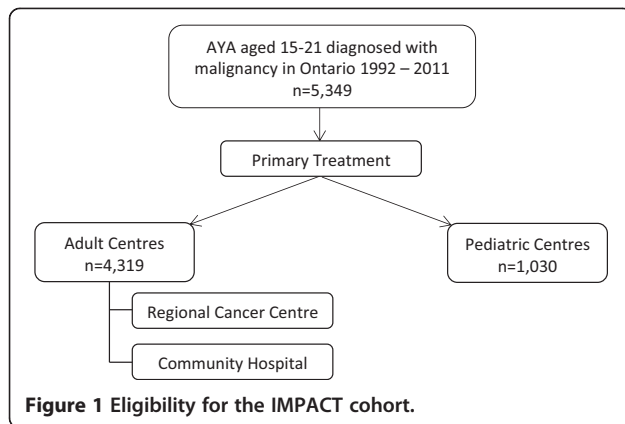 AYA aged 15-21 diagnosed with
malignancy in Ontario 1992 – 2011
n=5,349
Primary Treatment
Adult Centres
n=4,319
Pediatric Centres
n=1,030
Regional Cancer Centre
Community Hospital
Figure 1 Eligibility for the IMPACT cohort.